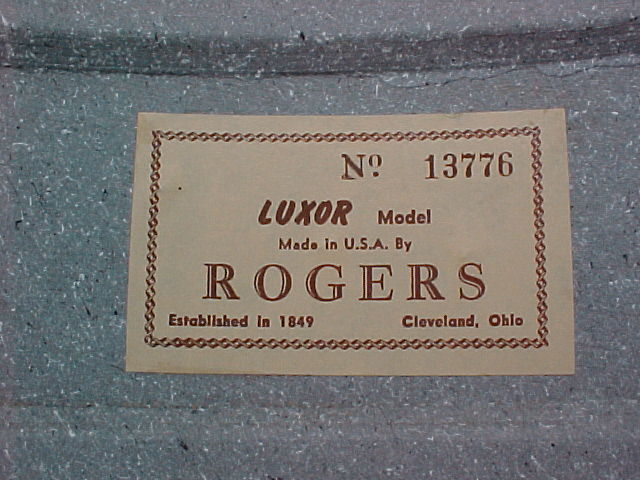 Nº 13776
LUXOR Model
Made in U.S.A. By
ROGERS
Established in 1849 Cleveland, Ohio